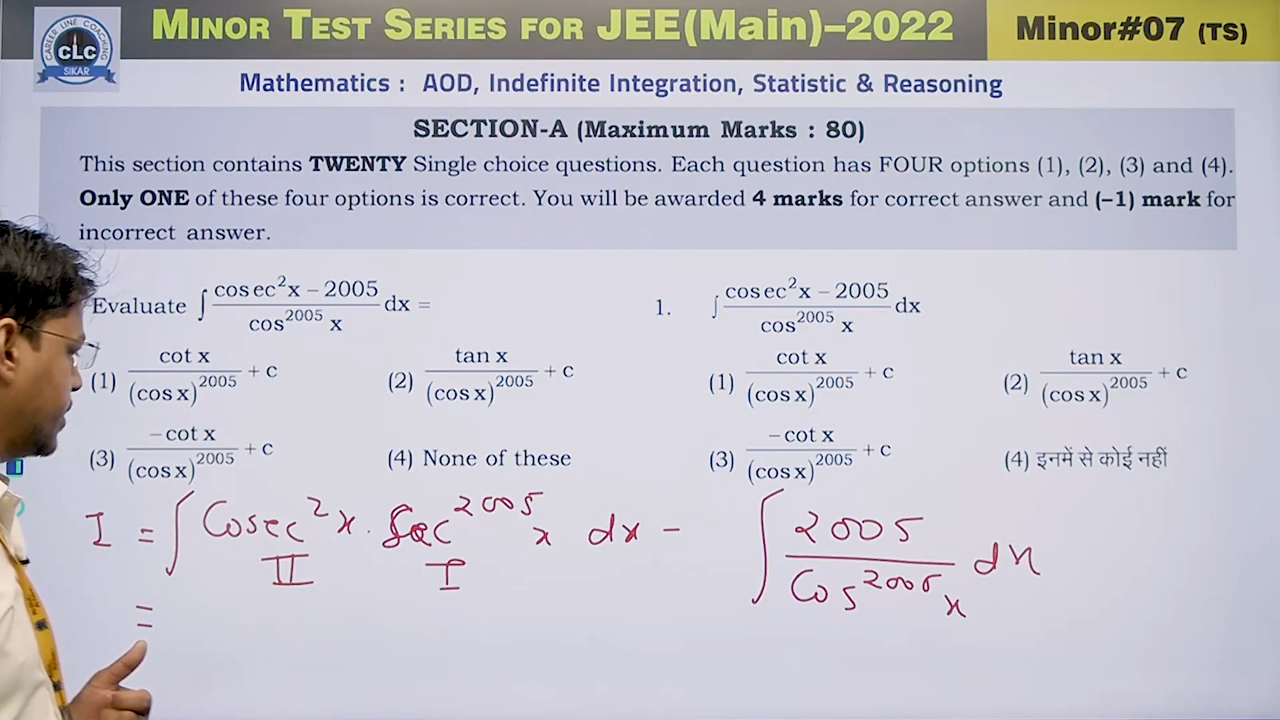 MINOR TEST SERIES FOR JEE(MAIN)–2022
Minor#07 (TS)
CAREER LINE COACHING
CLC
SIKAR
Mathematics : AOD, Indefinite Integration, Statistic & Reasoning
SECTION-A (Maximum Marks : 80)
This section contains TWENTY Single choice questions. Each question has FOUR options (1), (2), (3) and (4).
Only ONE of these four options is correct. You will be awarded 4 marks for correct answer and (–1) mark for
incorrect answer.
Evaluate ∫ (cosec²x – 2005)/(cos²⁰⁰⁵ x) dx =
(1) cot x/(cos x)²⁰⁰⁵ + c (2) tan x/(cos x)²⁰⁰⁵ + c
(3) –cot x/(cos x)²⁰⁰⁵ + c (4) None of these
1. ∫ (cosec²x – 2005)/(cos²⁰⁰⁵ x) dx
(1) cot x/(cos x)²⁰⁰⁵ + c (2) tan x/(cos x)²⁰⁰⁵ + c
(3) –cot x/(cos x)²⁰⁰⁵ + c (4) इनमें से कोई नहीं
I = ∫ Cosec²x . Sec²⁰⁰⁵ x dx – ∫ 2005/(Cos²⁰⁰⁵ x) dx
II I
=